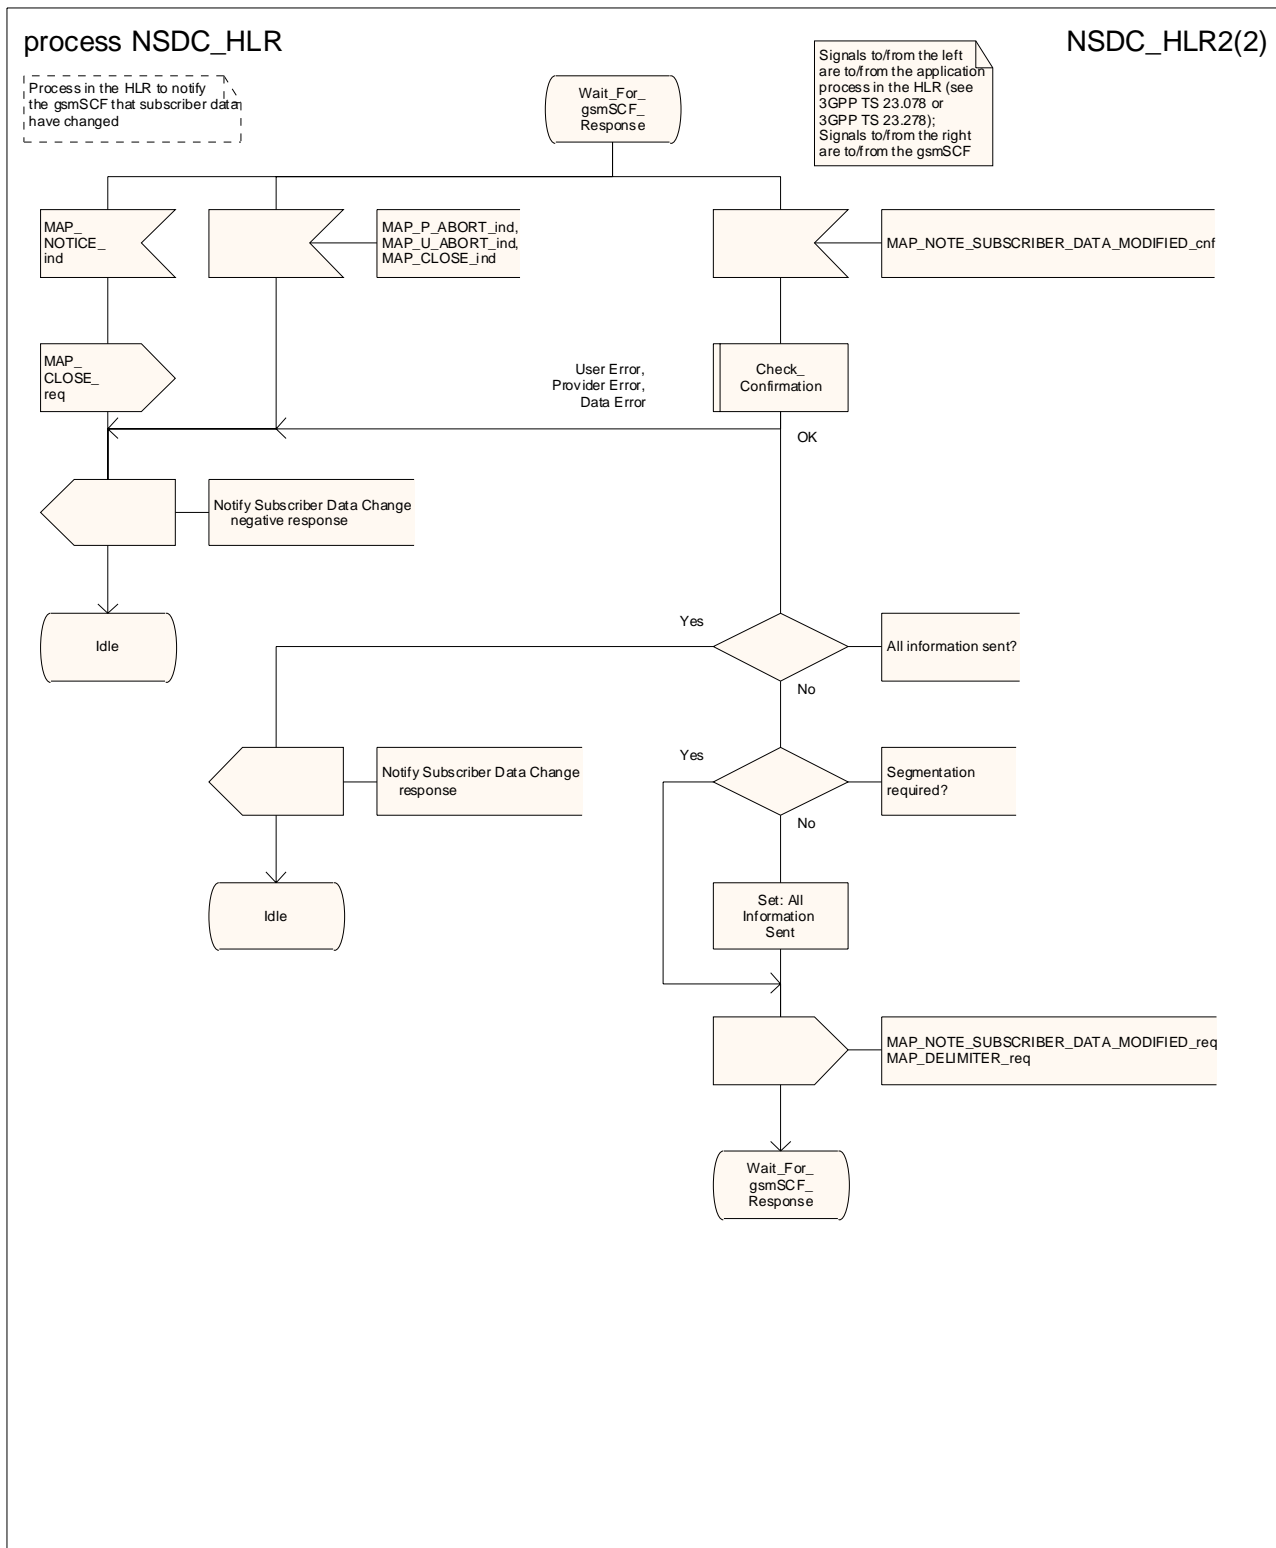 process NSDC_HLR
NSDC_HLR2(2)
Process in the HLR to notify
the gsmSCF that subscriber data
have changed
Wait_For_
gsmSCF_
Response
Signals to/from the left
are to/from the application
process in the HLR (see
3GPP TS 23.078 or
3GPP TS 23.278);
Signals to/from the right
are to/from the gsmSCF
MAP_
NOTICE_
ind
MAP_P_ABORT_ind,
MAP_U_ABORT_ind,
MAP_CLOSE_ind
MAP_NOTE_SUBSCRIBER_DATA_MODIFIED_cnf
MAP_
CLOSE_
req
User Error,
Provider Error,
Data Error
Check_
Confirmation
OK
Notify Subscriber Data Change
negative response
Idle
Yes
All information sent?
No
Notify Subscriber Data Change
response
Yes
Segmentation
required?
No
Idle
Set: All
Information
Sent
MAP_NOTE_SUBSCRIBER_DATA_MODIFIED_req
MAP_DELIMITER_req
Wait_For_
gsmSCF_
Response